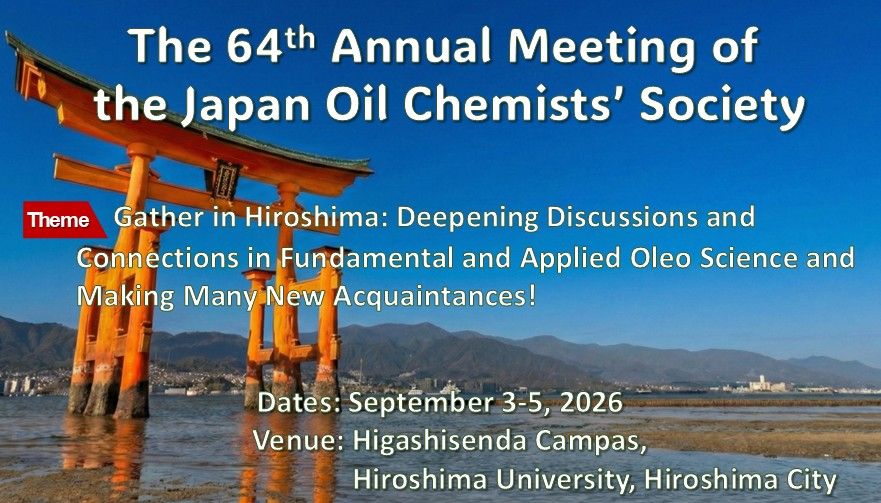 The 64th Annual Meeting of
the Japan Oil Chemists' Society
Theme Gather in Hiroshima: Deepening Discussions and
Connections in Fundamental and Applied Oleo Science and
Making Many New Acquaintances!
Dates: September 3-5, 2026
Venue: Higashisenda Campas,
Hiroshima University, Hiroshima City